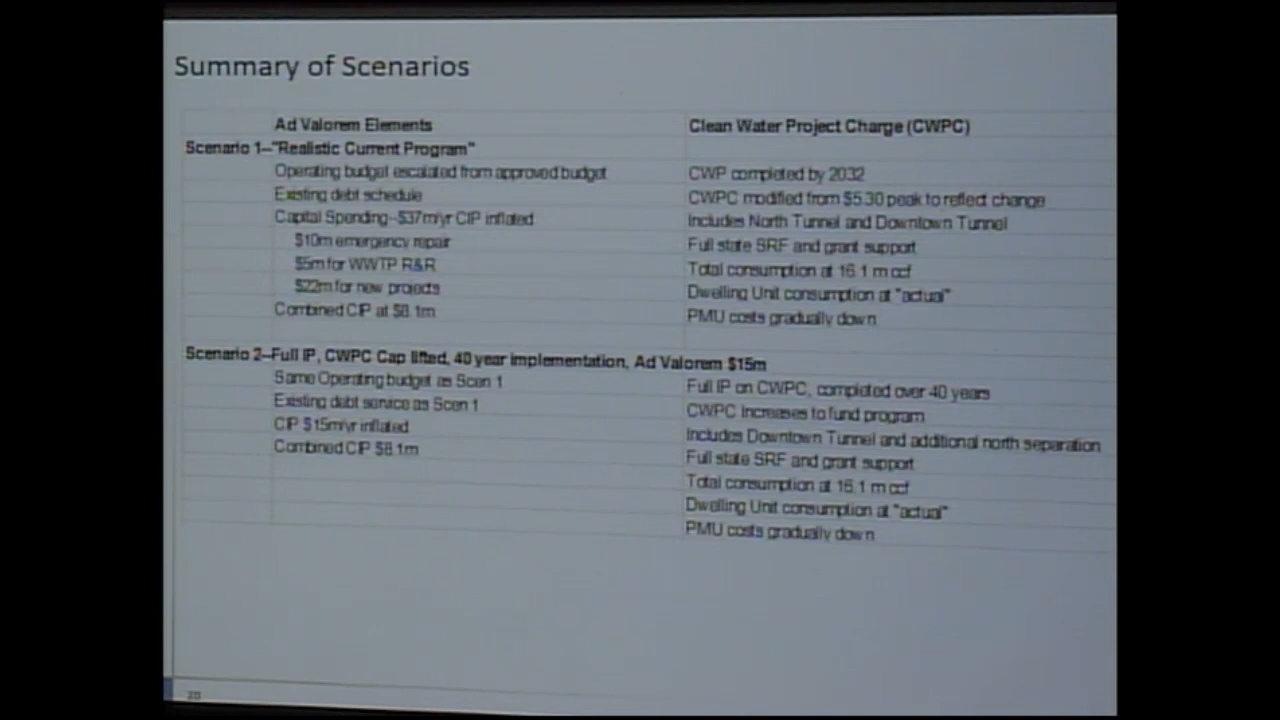 Summary of Scenarios
Ad Valorem Elements
Clean Water Project Charge (CWPC)
Scenario 1--"Realistic Current Program"
Operating budget escalated from approved budget
CWP completed by 2032
Existing debt schedule
CWPC modified from $5.30 peak to reflect change
Capital Spending--$37m/yr CIP inflated
Includes North Tunnel and Downtown Tunnel
$10m emergency repair
Full state SRF and grant support
$5m for WWTP R&R
Total consumption at 16.1 m ccf
$22m for new projects
Dwelling Unit consumption at "actual"
Combined CIP at $8.1m
PMU costs gradually down
Scenario 2--Full IP, CWPC Cap lifted, 40 year implementation, Ad Valorem $15m
Same Operating budget as Scen 1
Full IP on CWPC, completed over 40 years
Existing debt service as Scen 1
CWPC Increases to fund program
CIP $15m/yr inflated
Includes Downtown Tunnel and additional north separation
Combined CIP $8.1m
Full state SRF and grant support
Total consumption at 16.1 m ccf
Dwelling Unit consumption at "actual"
PMU costs gradually down
20